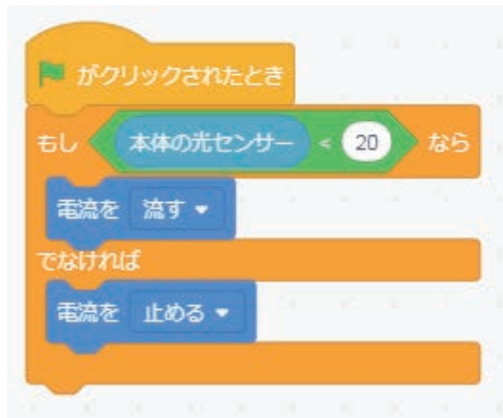 がクリックされたとき
もし 本体の光センサー < 20 なら
電流を 流す
でなければ
電流を 止める